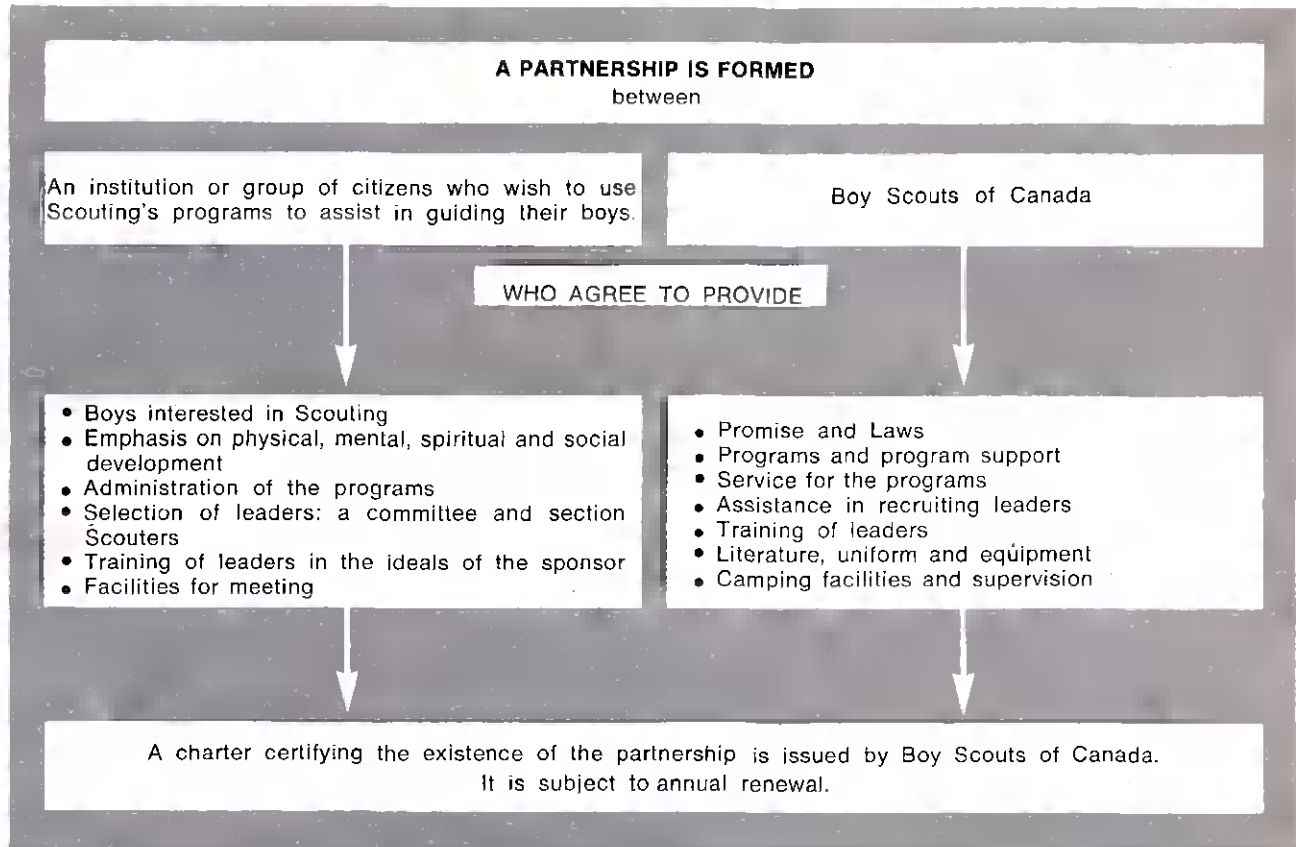 A PARTNERSHIP IS FORMED
between
An institution or group of citizens who wish to use
Scouting's programs to assist in guiding their boys.
Boy Scouts of Canada
WHO AGREE TO PROVIDE
• Boys interested in Scouting
• Emphasis on physical, mental, spiritual and social
development
• Administration of the programs
• Selection of leaders: a committee and section
Scouters
• Training of leaders in the ideals of the sponsor
• Facilities for meeting
• Promise and Laws
• Programs and program support
• Service for the programs
• Assistance in recruiting leaders
• Training of leaders
• Literature, uniform and equipment
• Camping facilities and supervision
A charter certifying the existence of the partnership is issued by Boy Scouts of Canada.
It is subject to annual renewal.